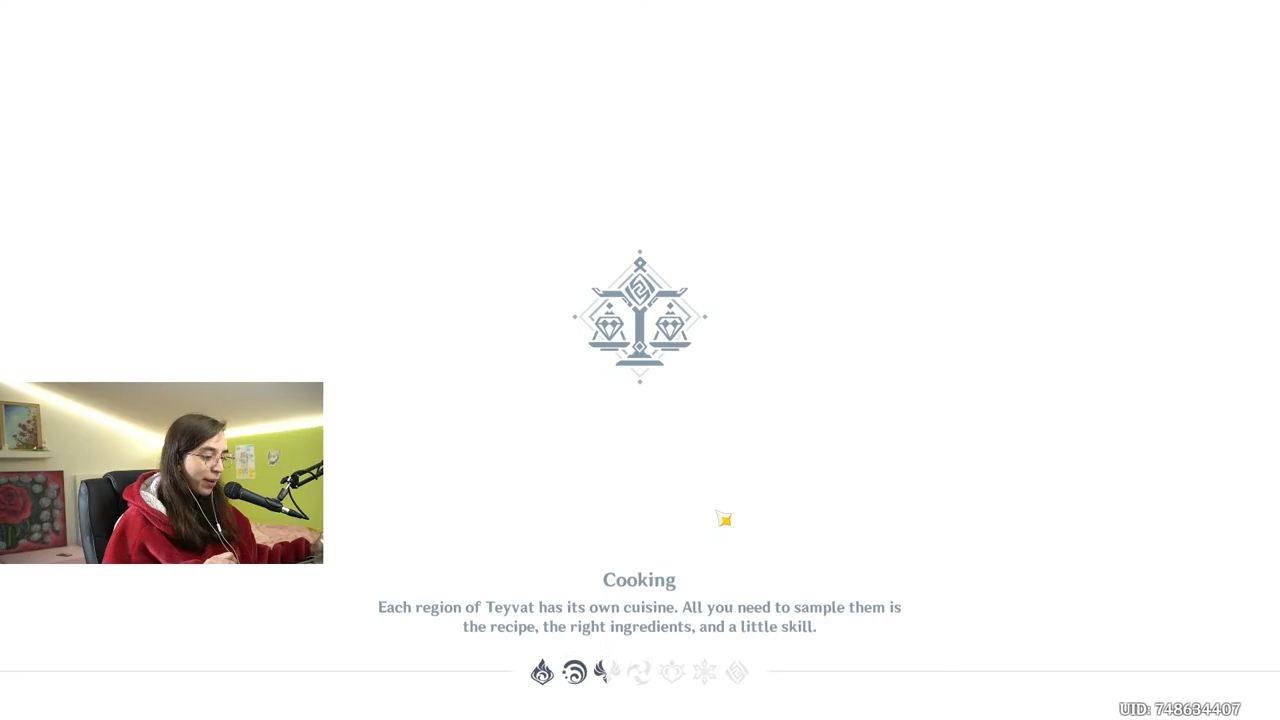 Cooking
Each region of Teyvat has its own cuisine. All you need to sample them is
the recipe, the right ingredients, and a little skill.
UID: 748634407